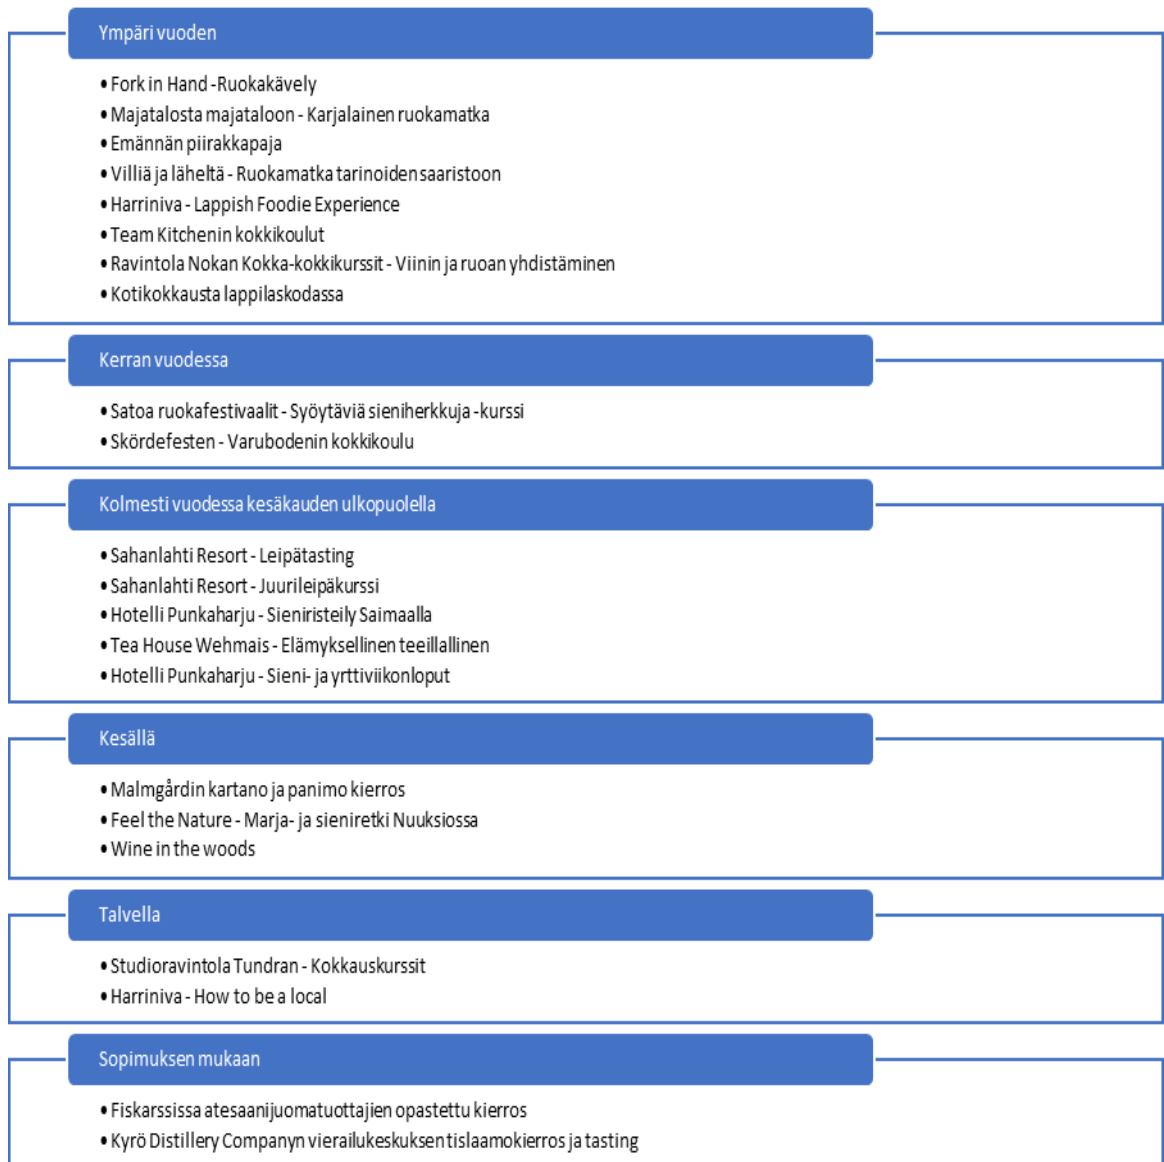 Ympäri vuoden
• Fork in Hand -Ruokakävely
• Majatalosta majataloon - Karjalainen ruokamatka
• Emännän piirakkapaja
• Villiä ja läheltä - Ruokamatka tarinoiden saaristoon
• Harriniva - Lappish Foodie Experience
• Team Kitchenin kokkikoulut
• Ravintola Nokan Kokka-kokkikurssit - Viinin ja ruoan yhdistäminen
• Kotikokkausta lappilaskodassa
Kerran vuodessa
• Satoa ruokafestivaalit - Syöytäviä sieniherkkuja -kurssi
• Skördefesten - Varubodenin kokkikoulu
Kolmesti vuodessa kesäkauden ulkopuolella
• Sahanlahti Resort - Leipätasting
• Sahanlahti Resort - Juurileipäkurssi
• Hotelli Punkaharju - Sieniristeily Saimaalla
• Tea House Wehmais - Elämyksellinen teeillallinen
• Hotelli Punkaharju - Sieni- ja yrttiviikonloput
Kesällä
• Malmgårdin kartano ja panimo kierros
• Feel the Nature - Marja- ja sieniretki Nuuksiossa
• Wine in the woods
Talvella
• Studioravintola Tundran - Kokkauskurssit
• Harriniva - How to be a local
Sopimuksen mukaan
• Fiskarssissa atesaanijuomatuottajien opastettu kierros
• Kyrö Distillery Companyn vierailukeskuksen tislaamokierros ja tasting